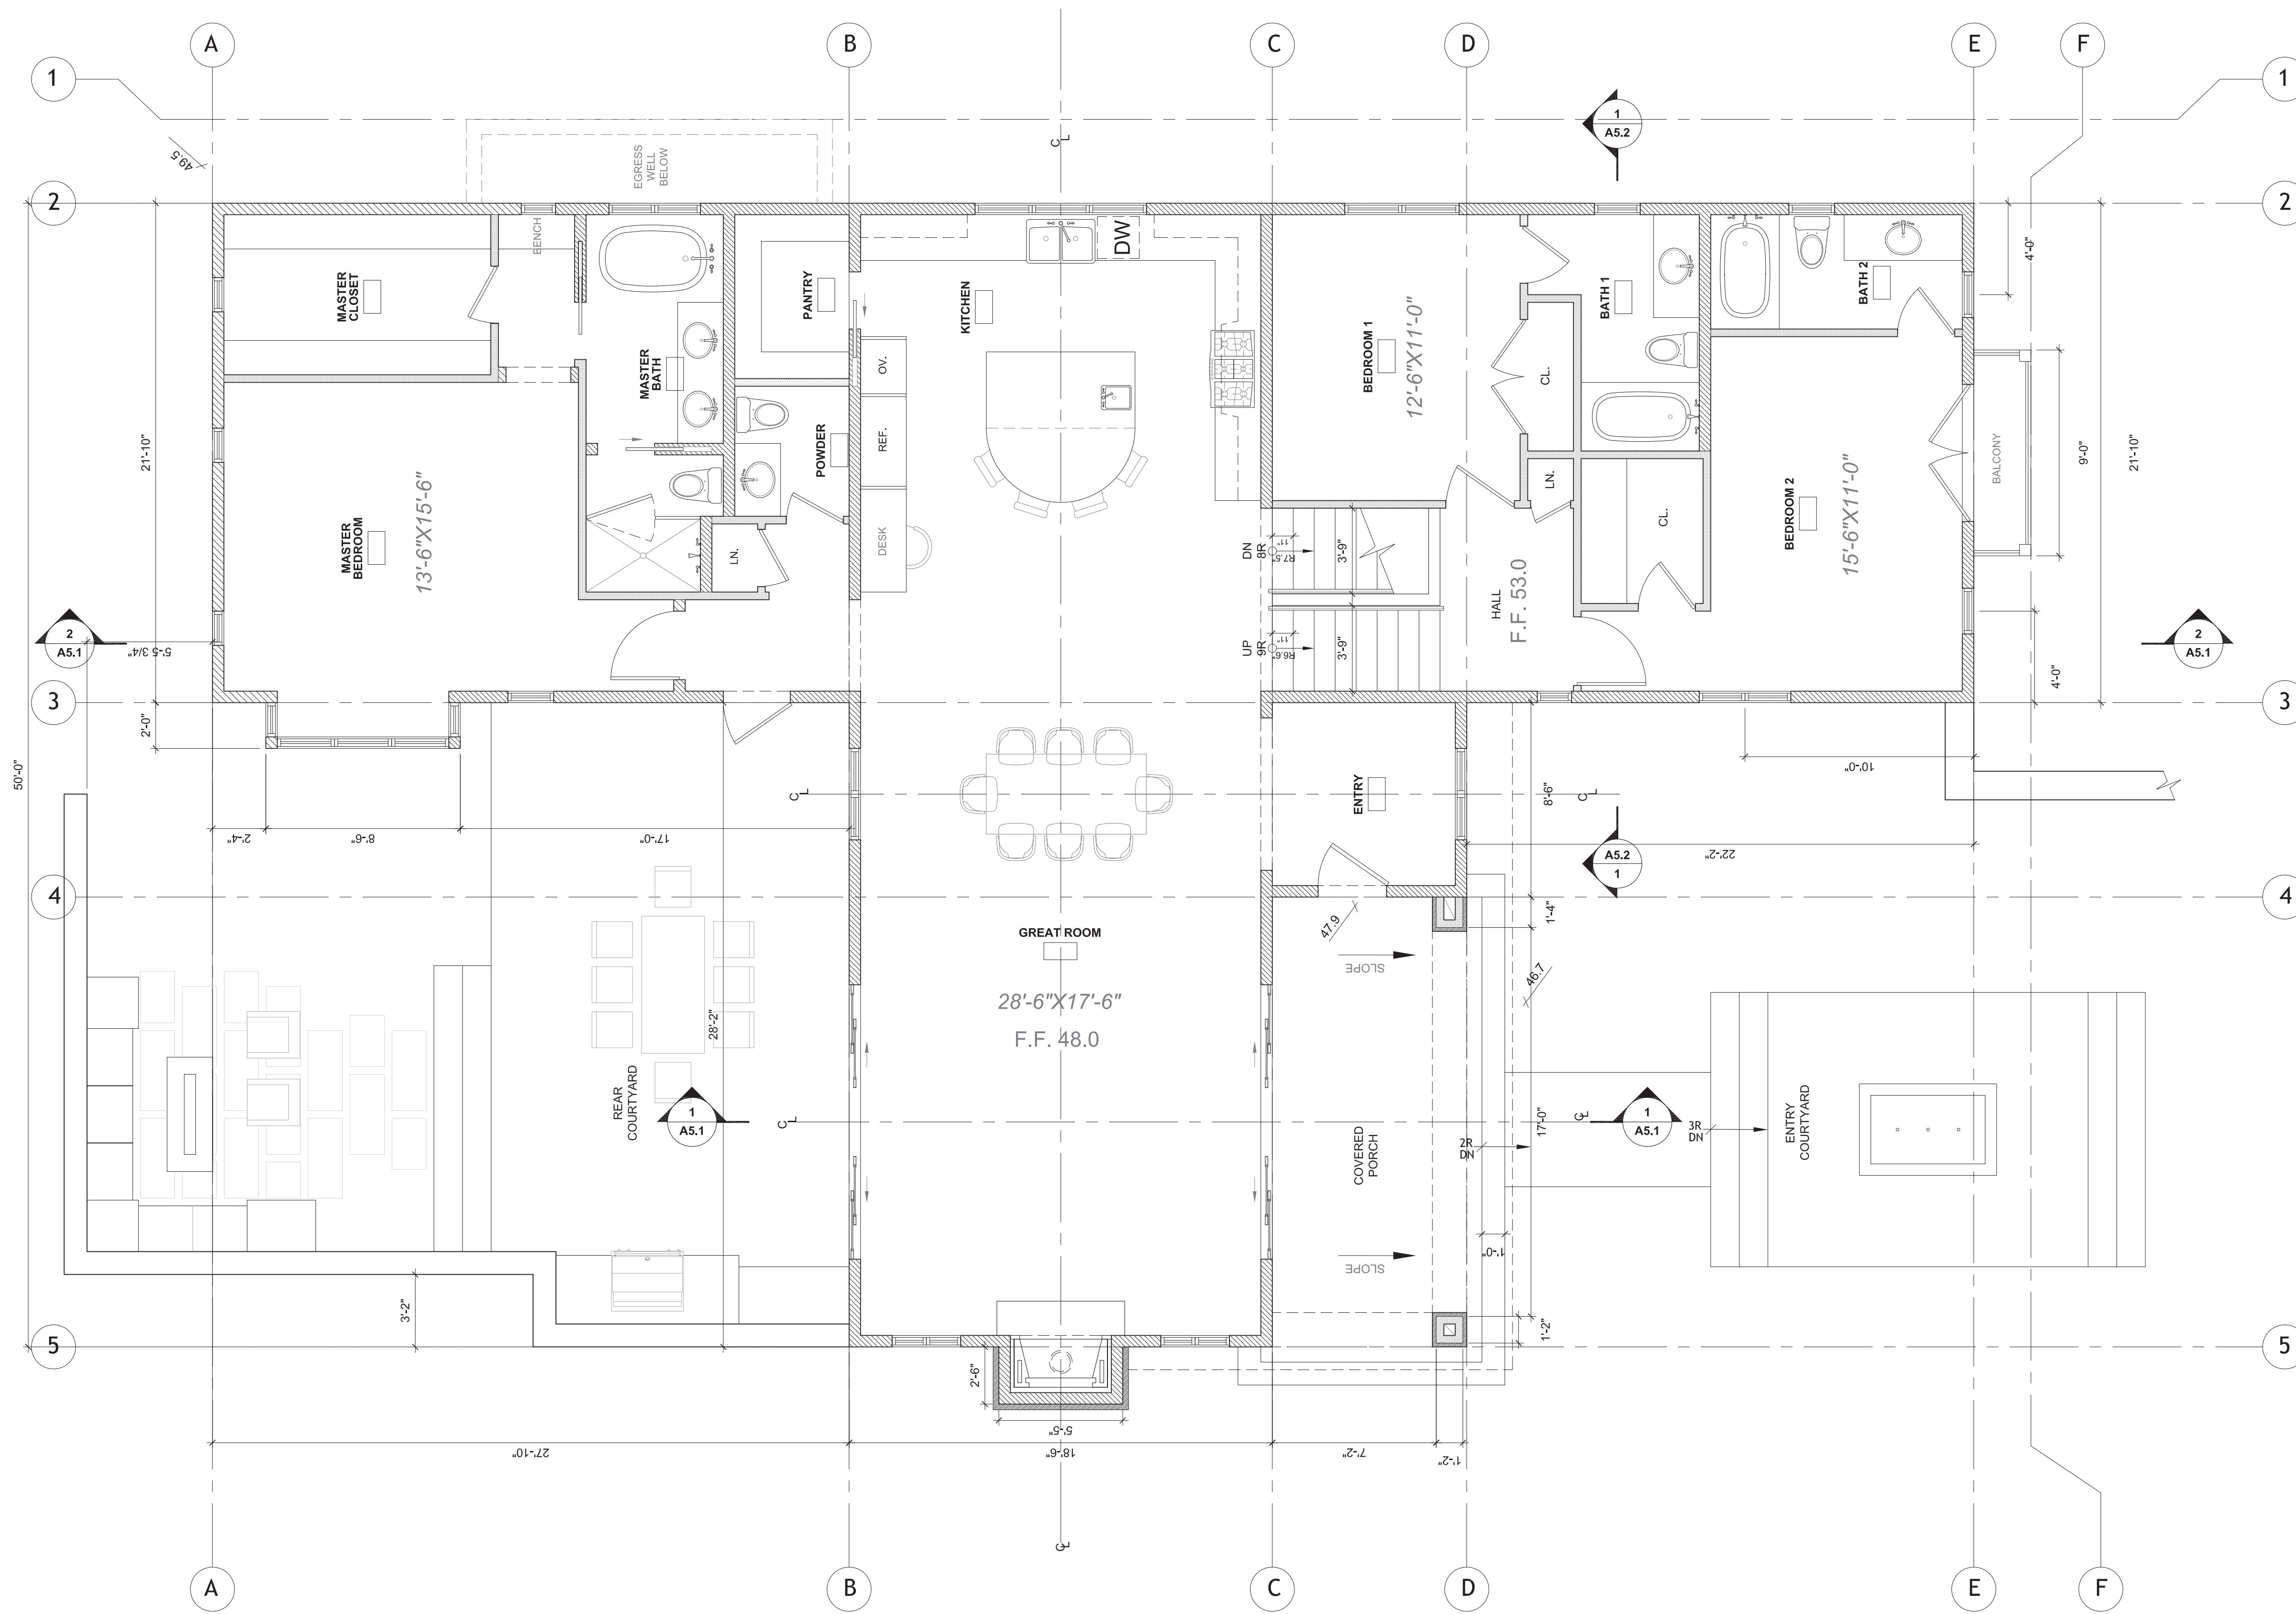 A
B
C
D
E
F
1
1
1
A5.2
C
L
49.5
EGRESS
WELL
BELOW
2
2
BENCH
DW
4'-0"
MASTER
CLOSET
PANTRY
KITCHEN
BATH 1
BATH 2
MASTER
BATH
OV.
BEDROOM 1
12'-6"X11'-0"
CL.
21'-10"
REF.
POWDER
LN.
BALCONY
9'-0"
21'-10"
MASTER
BEDROOM
13'-6"X15'-6"
DESK
LN.
CL.
BEDROOM 2
15'-6"X11'-0"
DN
8R
11"
R7.5"
3'-9"
HALL
F.F. 53.0
UP
9R
11"
R6.6"
3'-9"
2
A5.1
5'-5 3/4"
2
A5.1
4'-0"
3
3
2'-0"
50'-0"
10'-0"
ENTRY
8'-6"
C
L
C
L
2'-4"
8'-6"
17'-0"
A5.2
1
22'-2"
4
4
1'-4"
47.9
GREAT ROOM
28'-6"X17'-6"
F.F. 48.0
SLOPE
46.7
28'-2"
REAR
COURTYARD
1
A5.1
C
L
COVERED
PORCH
2R
DN
17'-0"
C
L
1
A5.1
3R
DN
ENTRY
COURTYARD
1'-0"
SLOPE
3'-2"
1'-2"
5
5
2'-6"
5'-5"
27'-10"
18'-6"
7'-2"
1'-2"
C
L
A
B
C
D
E
F